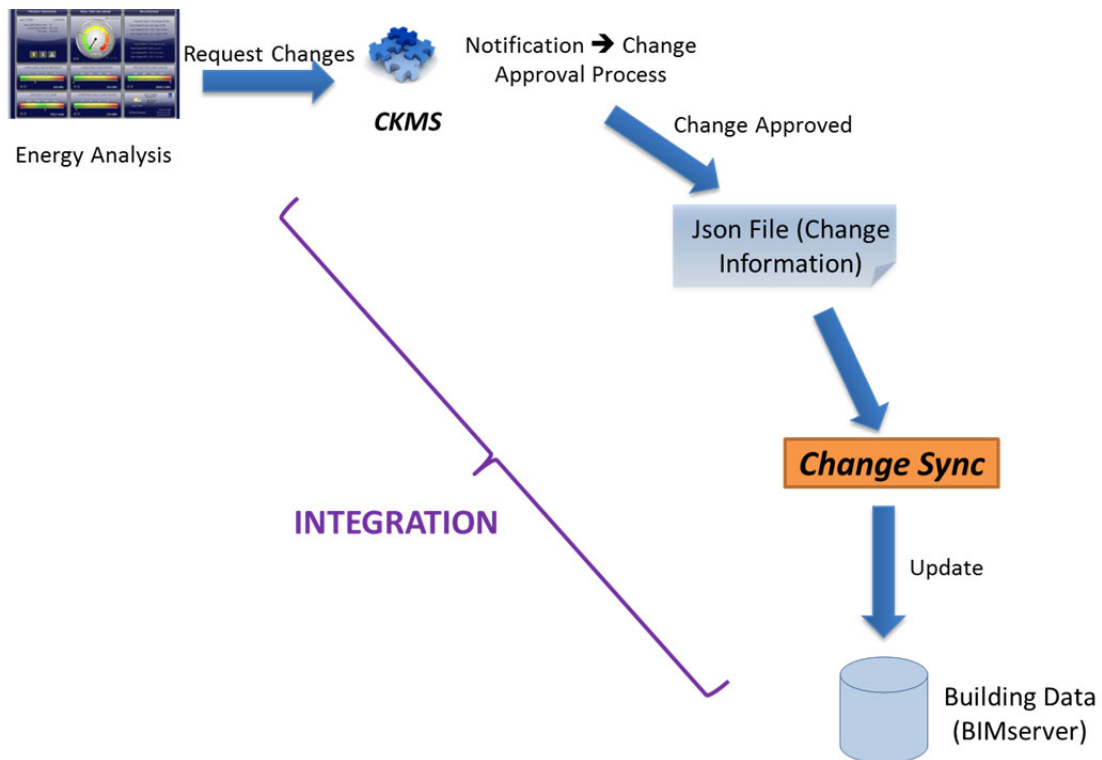 Request Changes
CKMS
Notification ➔ Change
Approval Process
Energy Analysis
Change Approved
Json File (Change
Information)
Change Sync
INTEGRATION
Update
Building Data
(BIMserver)